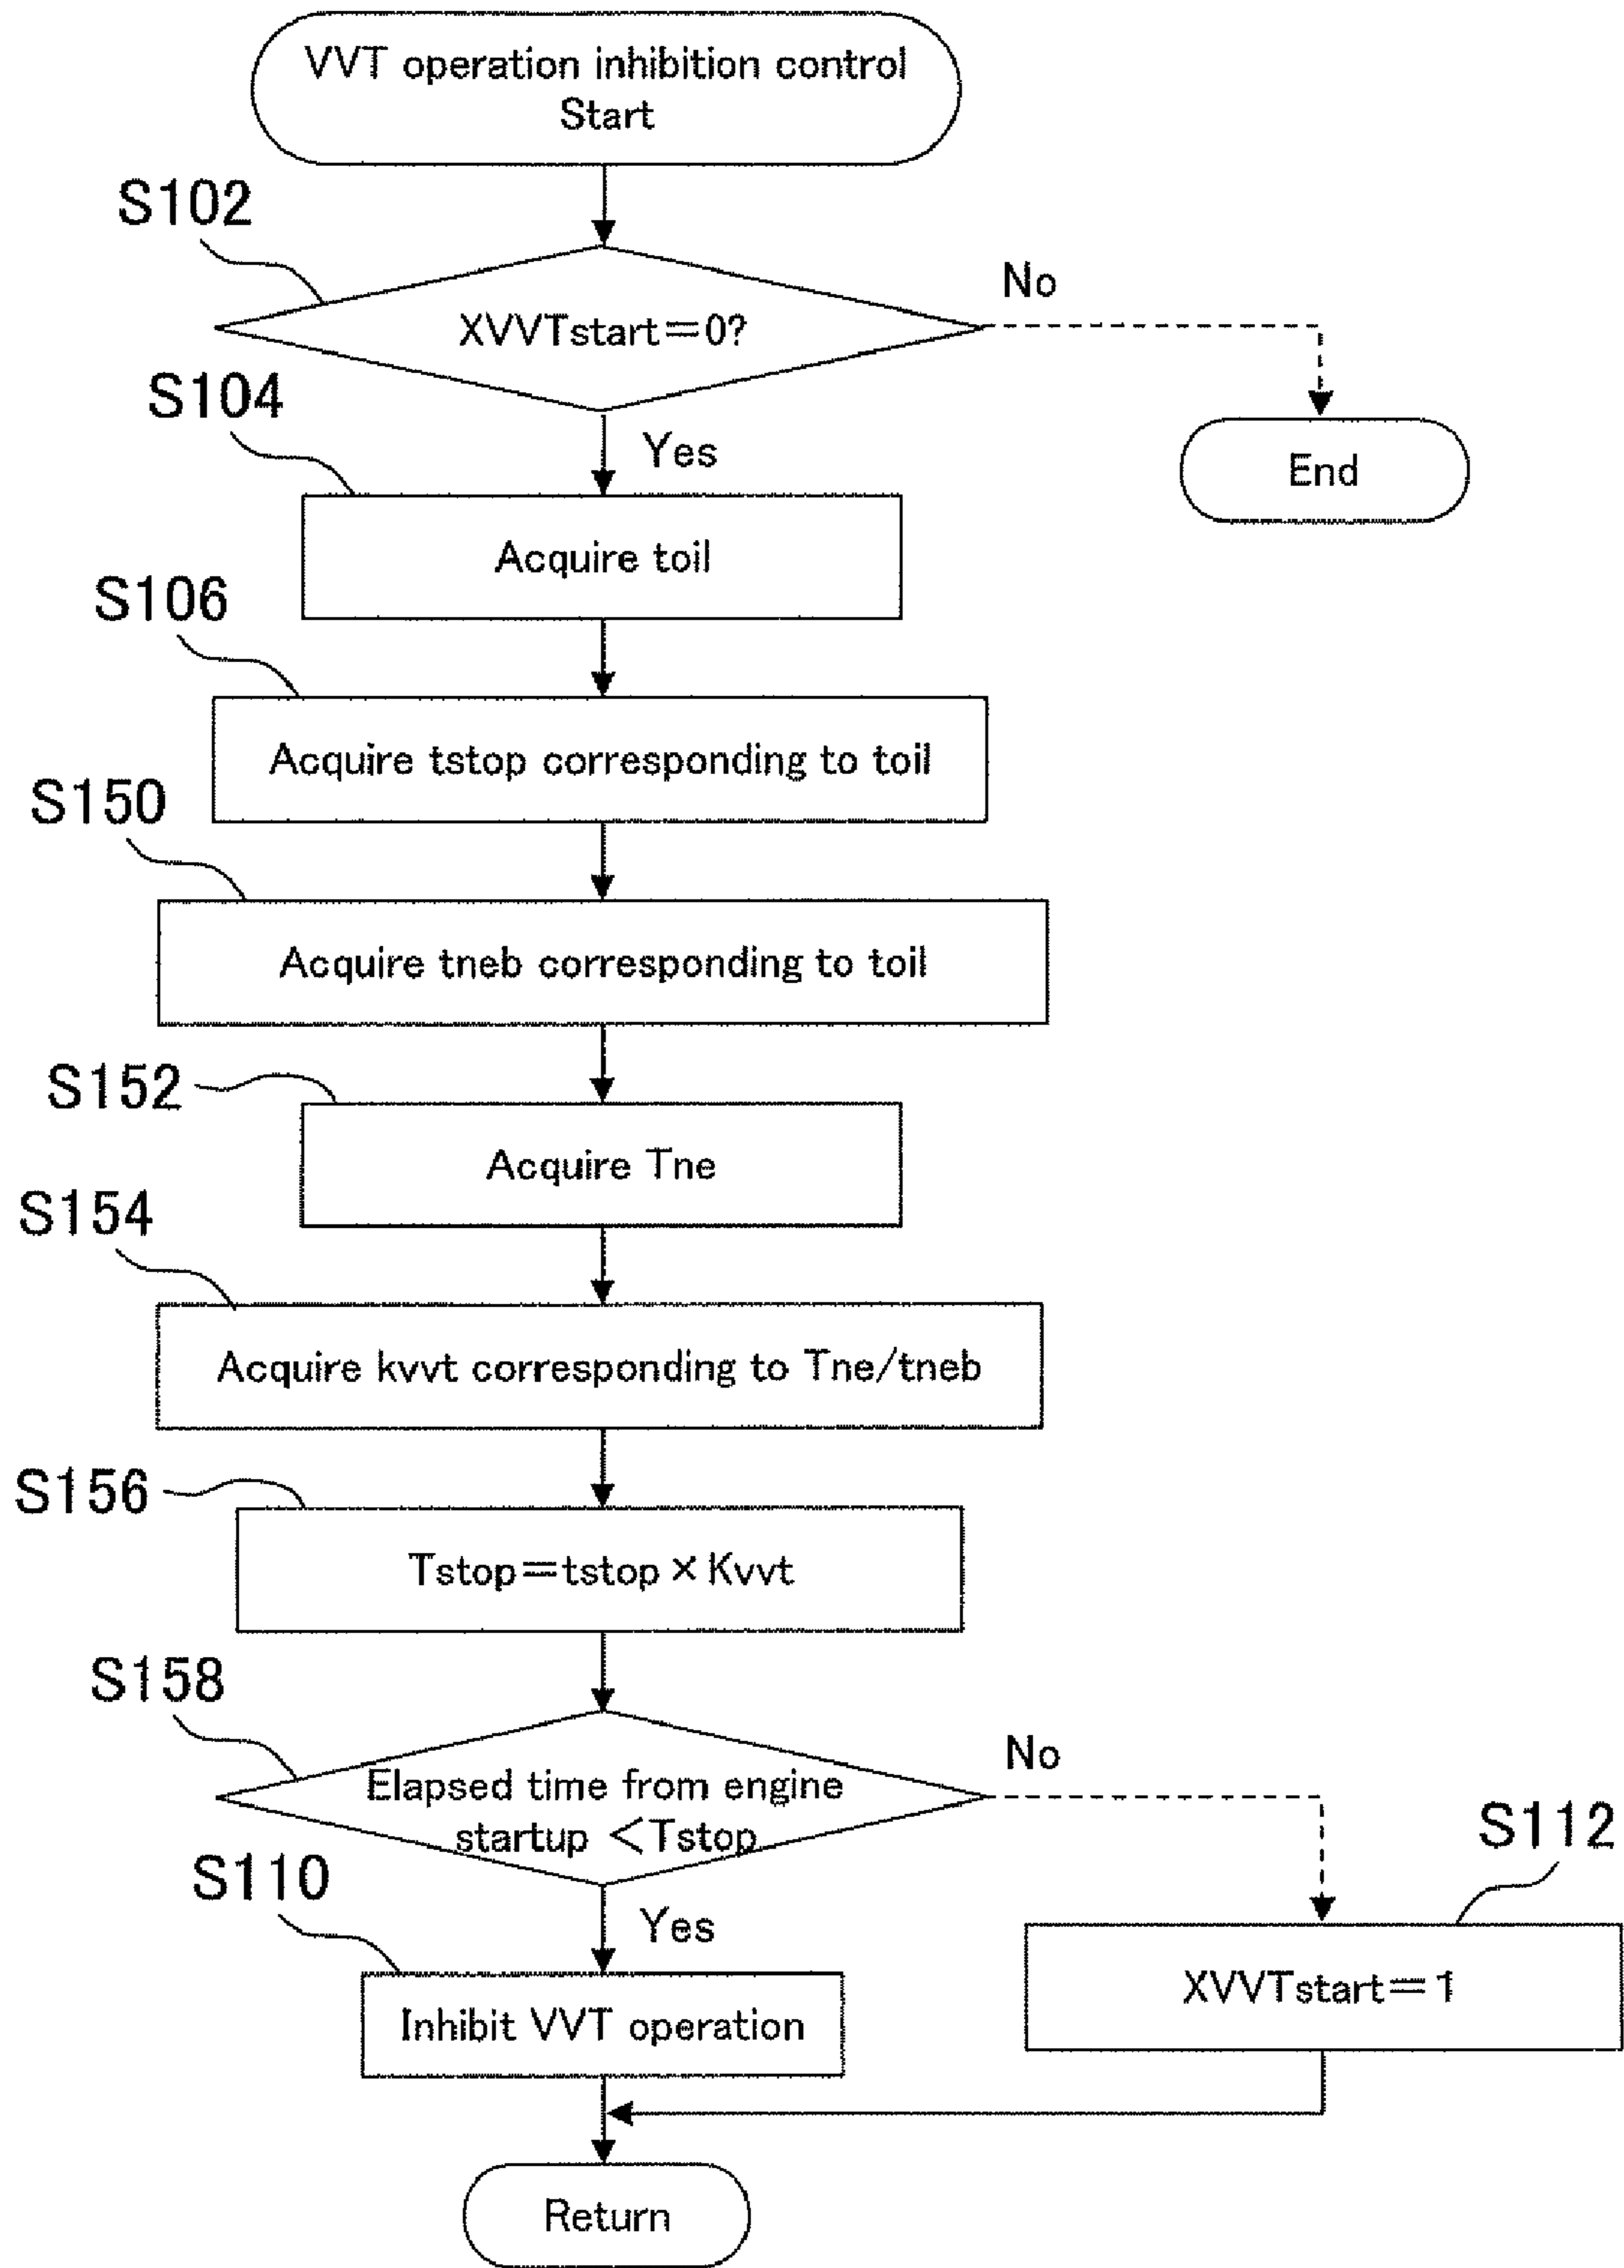 VVT operation inhibition control
Start
S102
No
XVVTstart=0?
S104
Yes
End
Acquire toil
S106
Acquire tstop corresponding to toil
S150
Acquire tneb corresponding to toil
S152
Acquire Tne
S154
Acquire kvvt corresponding to Tne/tneb
S156
Tstop=tstop×Kvvt
S158
No
Elapsed time from engine
startup <Tstop
S112
S110
Yes
XVVTstart=1
Inhibit VVT operation
Return